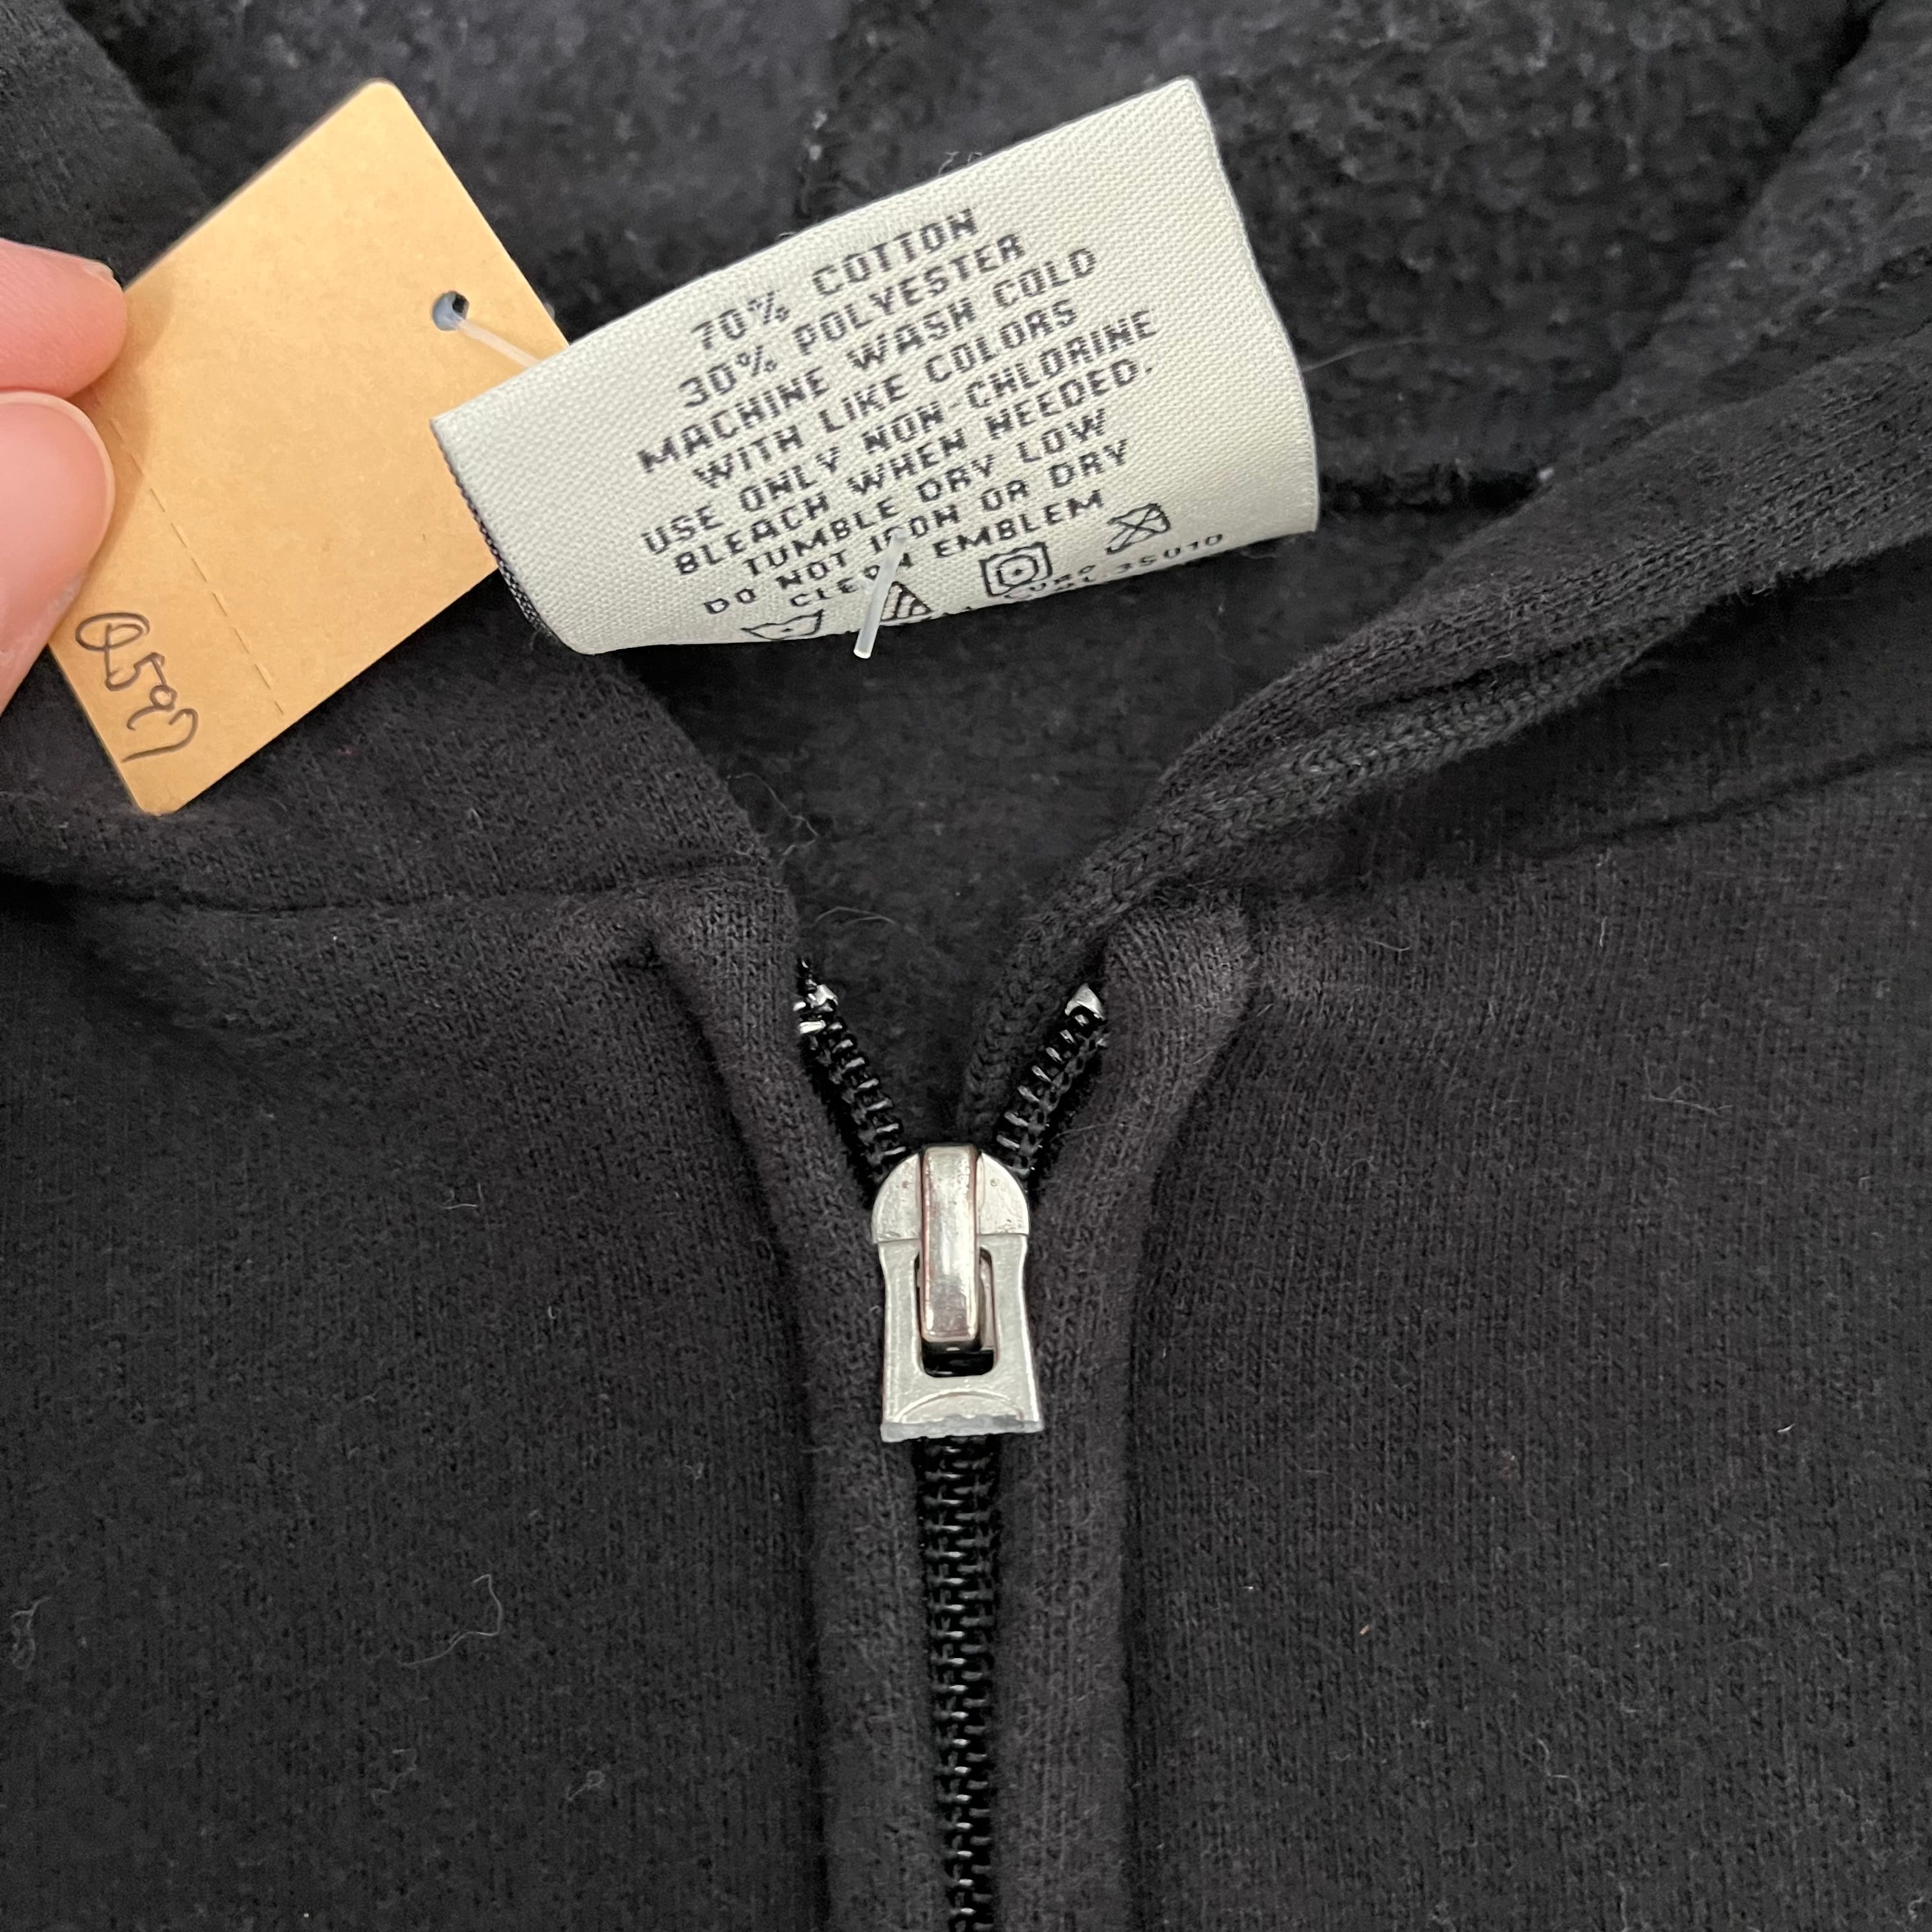 70% COTTON
30% POLYESTER
MACHINE WASH COLD
WITH LIKE COLORS
USE ONLY NON-CHLORINE
BLEACH WHEN NEEDED.
TUMBLE DRY LOW
DO NOT IRON OR DRY
CLEAN EMBLEM
35010